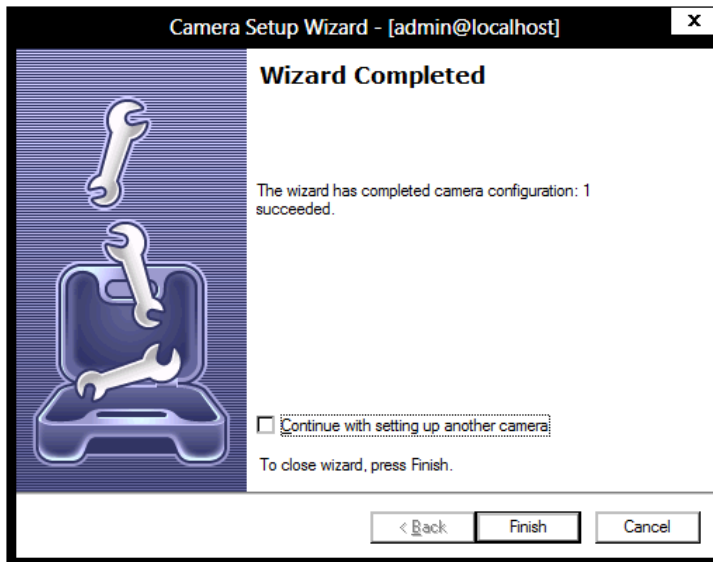 Camera Setup Wizard - [admin@localhost]
x
Wizard Completed
The wizard has completed camera configuration: 1
succeeded.
Continue with setting up another camera
To close wizard, press Finish.
< Back
Finish
Cancel